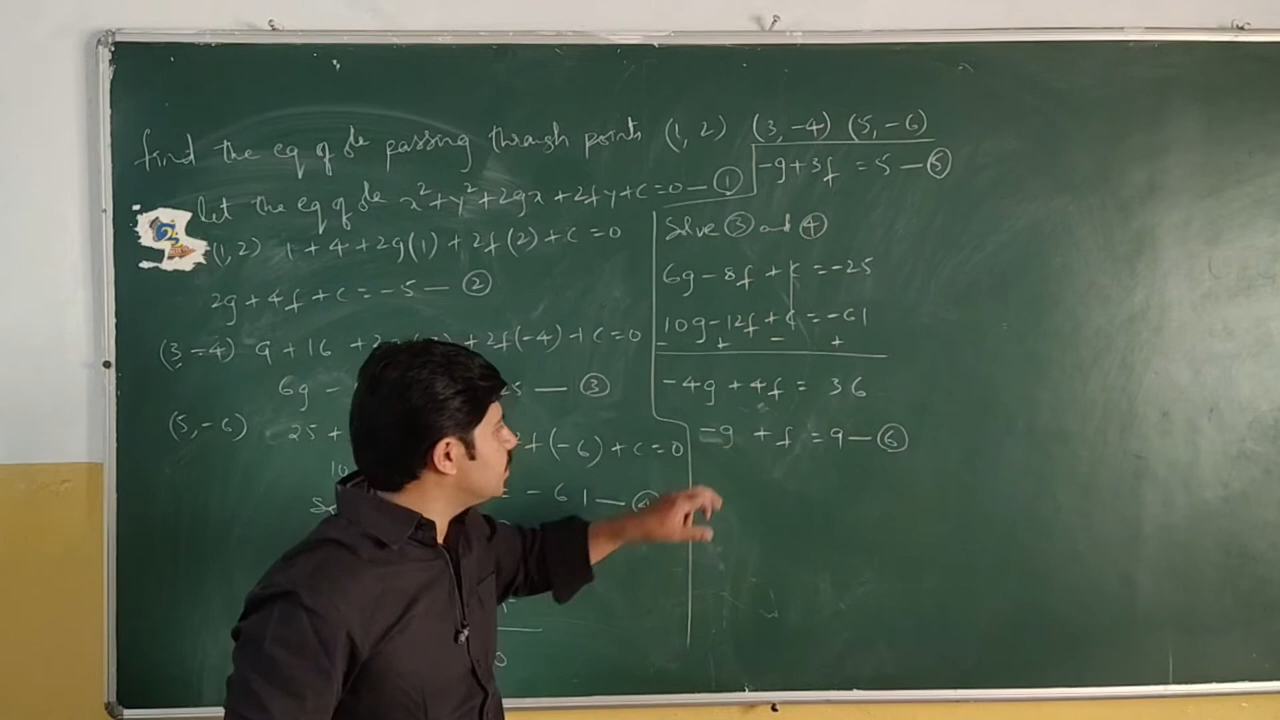 find the eq of passing through points (1, 2) (3, -4) (5, -6)
let the eq of x²+y²+2gx+2fy+c=0 — ①
(1, 2) 1 + 4 + 2g(1) + 2f(2) + c = 0
2g + 4f + c = -5 — ②
(3 -4) 9 + 16 + 2f(-4) + c = 0
6g - 25 — ③
(5, -6) 25 + f(-6) + c = 0
10 = -61 — ④
0
-g + 3f = 5 — ⑤
Solve ③ and ④
6g - 8f + c = -25
10g - 12f + c = -61
- + - +
-4g + 4f = 36
-g + f = 9 — ⑥